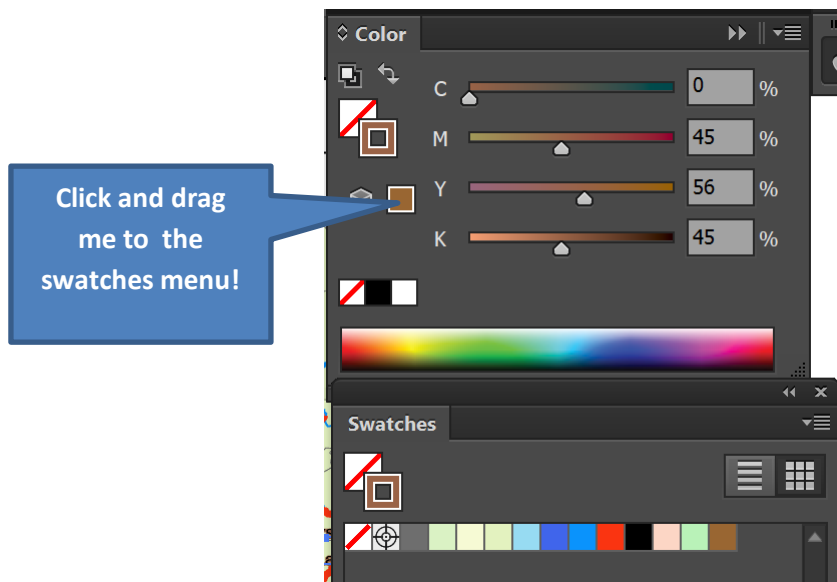 Color
C 0 %
M 45 %
Click and drag
me to the
swatches menu!
Y 56 %
K 45 %
Swatches